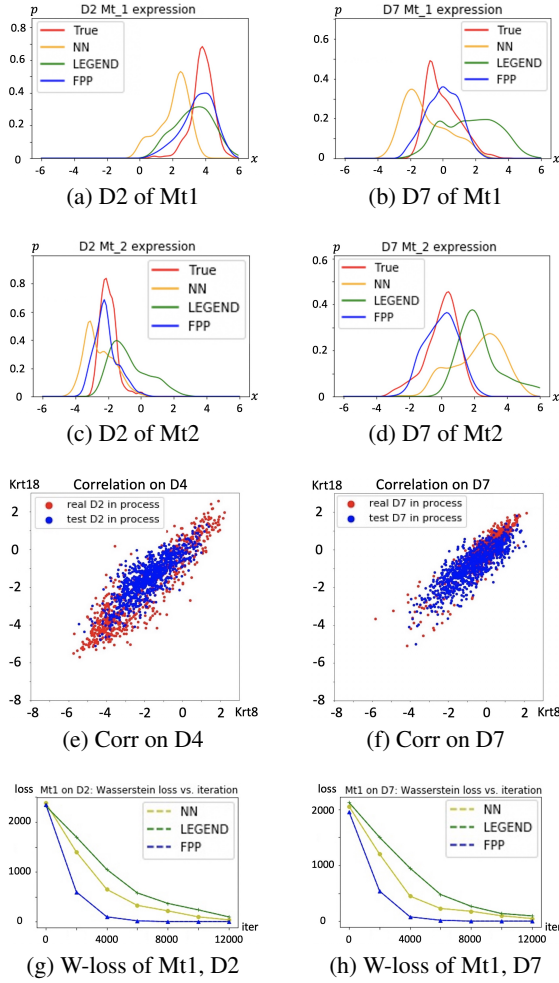 D2 Mt_1 expression
p
True
NN
LEGEND
FPP
0.8
0.6
0.4
0.2
0
-6 -4 -2 0 2 4 6 x
(a) D2 of Mt1
D7 Mt_1 expression
p
True
NN
LEGEND
FPP
0.6
0.4
0.2
0
-6 -4 -2 0 2 4 6 x
(b) D7 of Mt1
D2 Mt_2 expression
p
True
NN
LEGEND
FPP
0.8
0.6
0.4
0.2
0
-6 -4 -2 0 2 4 6 x
(c) D2 of Mt2
D7 Mt_2 expression
p
True
NN
LEGEND
FPP
0.6
0.4
0.2
0
-6 -4 -2 0 2 4 6 x
(d) D7 of Mt2
Krt18 Correlation on D4
real D2 in process
test D2 in process
2
0
-2
-4
-6
-8
-8 -6 -4 -2 0 2 Krt8
(e) Corr on D4
Krt18 Correlation on D7
real D7 in process
test D7 in process
2
0
-2
-4
-6
-8
-8 -6 -4 -2 0 2 Krt8
(f) Corr on D7
loss Mt1 on D2: Wasserstein loss vs. iteration
NN
LEGEND
FPP
2000
1000
0
0 4000 8000 12000 iter
(g) W-loss of Mt1, D2
loss Mt1 on D7: Wasserstein loss vs. iteration
NN
LEGEND
FPP
2000
1000
0
0 4000 8000 12000 iter
(h) W-loss of Mt1, D7